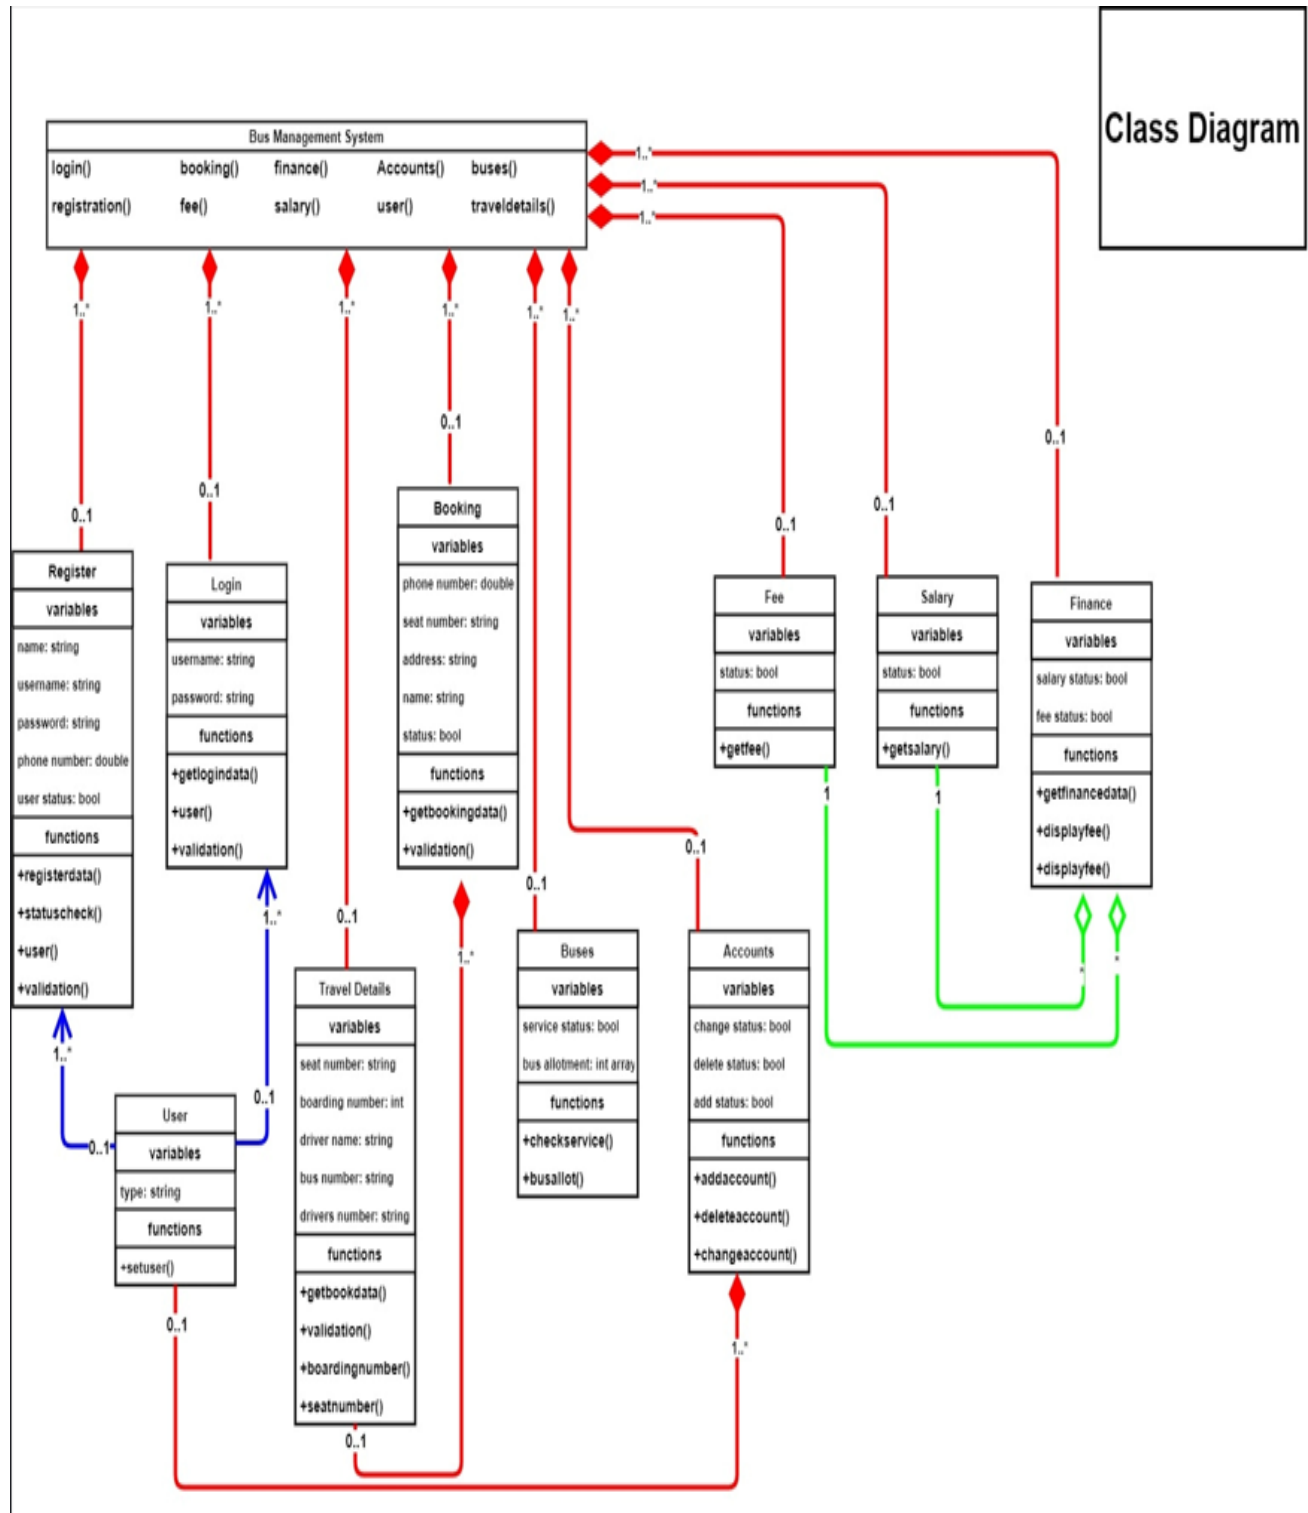 Class Diagram
Bus Management System
login() booking() finance() Accounts() buses()
registration() fee() salary() user() traveldetails()
1..*
1..*
1..*
1..*
1..*
1..*
1..*
1..*
1..*
0..1
0..1
0..1
0..1
0..1
0..1
0..1
0..1
0..1
Register
variables
name: string
username: string
password: string
phone number: double
user status: bool
functions
+registerdata()
+statuscheck()
+user()
+validation()
Login
variables
username: string
password: string
functions
+getlogindata()
+user()
+validation()
Booking
variables
phone number: double
seat number: string
address: string
name: string
status: bool
functions
+getbookingdata()
+validation()
Fee
variables
status: bool
functions
+getfee()
Salary
variables
status: bool
functions
+getsalary()
Finance
variables
salary status: bool
fee status: bool
functions
+getfinancedata()
+displayfee()
+displayfee()
1
1
*
*
1..*
1..*
0..1
0..1
1..*
User
variables
type: string
functions
+setuser()
0..1
Travel Details
variables
seat number: string
boarding number: int
driver name: string
bus number: string
drivers number: string
functions
+getbookdata()
+validation()
+boardingnumber()
+seatnumber()
0..1
Buses
variables
service status: bool
bus allotment: int array
functions
+checkservice()
+busallot()
Accounts
variables
change status: bool
delete status: bool
add status: bool
functions
+addaccount()
+deleteaccount()
+changeaccount()
1..*